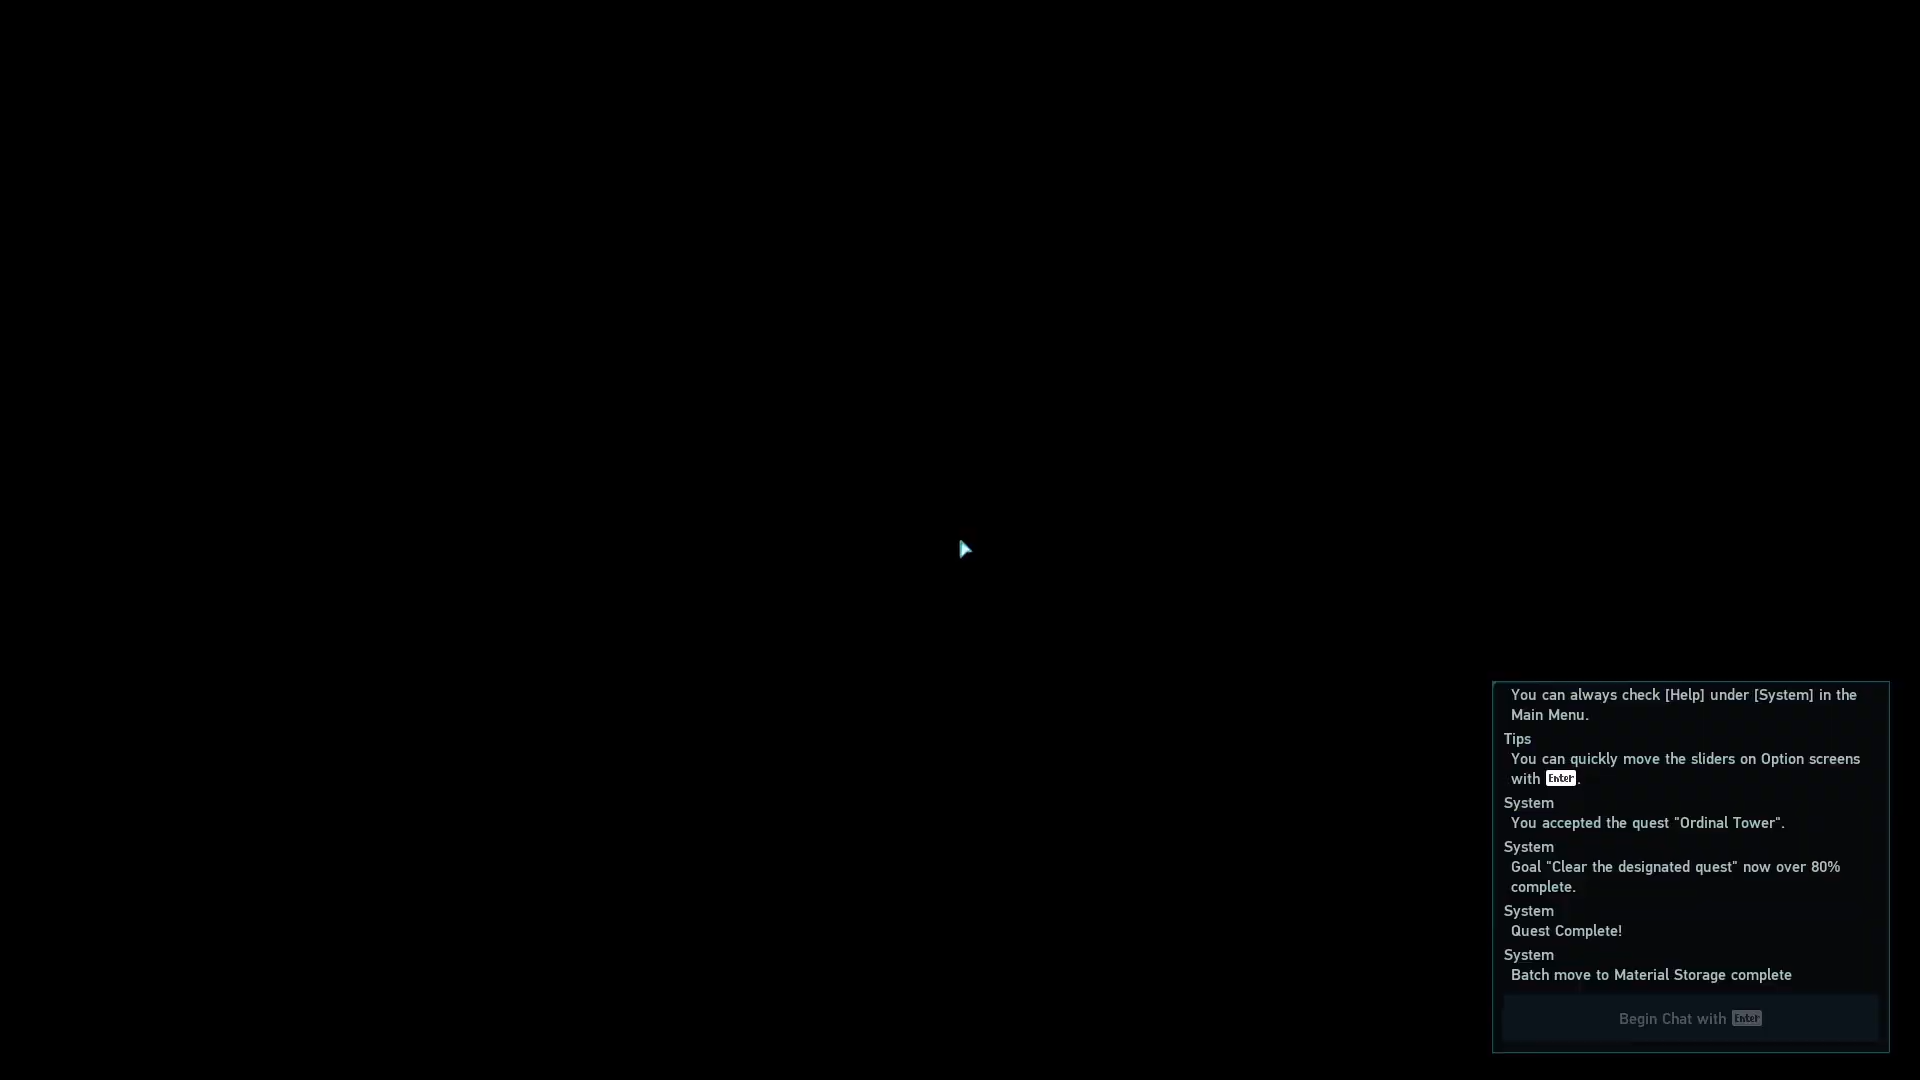 You can always check [Help] under [System] in the
Main Menu.
Tips
You can quickly move the sliders on Option screens
with Enter.
System
You accepted the quest "Ordinal Tower".
System
Goal "Clear the designated quest" now over 80%
complete.
System
Quest Complete!
System
Batch move to Material Storage complete
Begin Chat with Enter